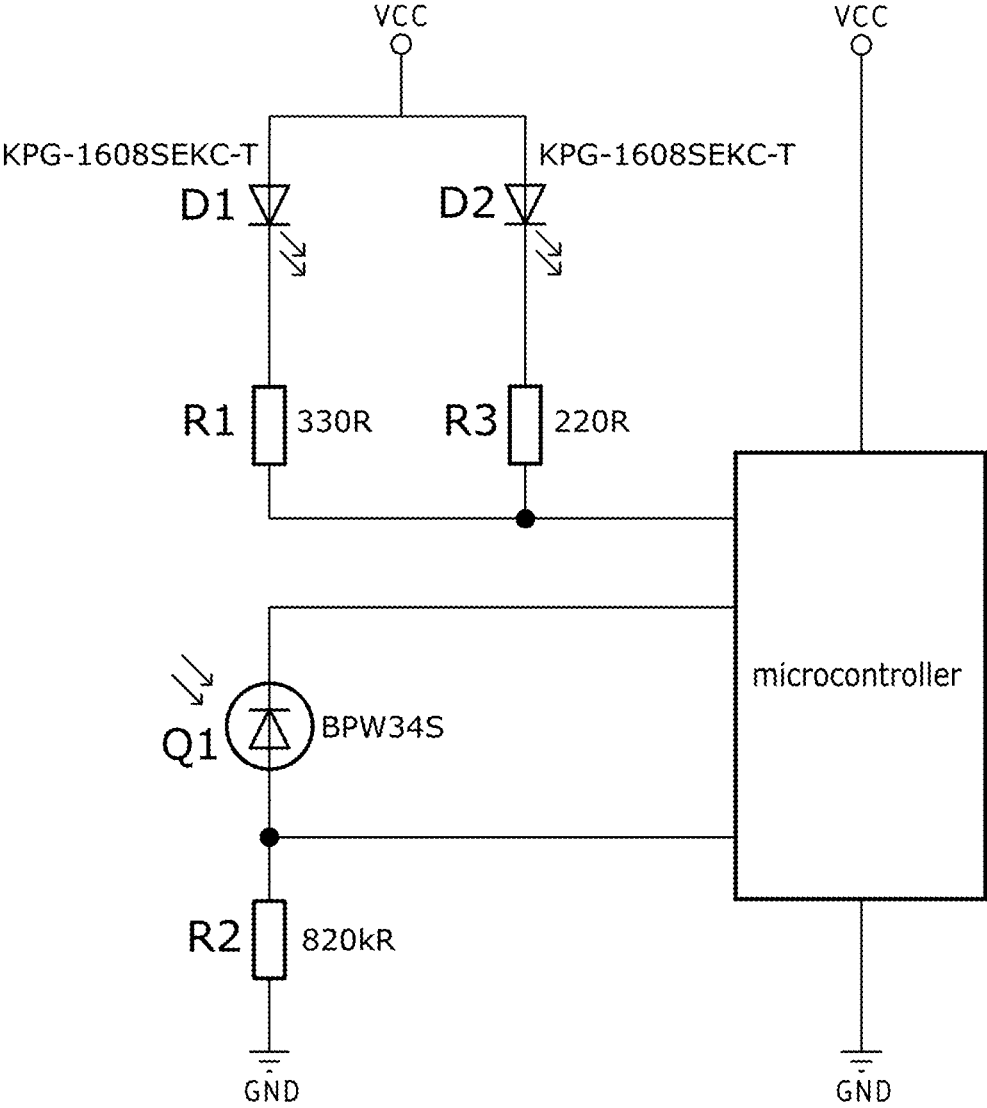 VCC
VCC
KPG-1608SEKC-T
KPG-1608SEKC-T
D1
D2
R1
330R
R3
220R
microcontroller
Q1
BPW34S
R2
820kR
GND
GND